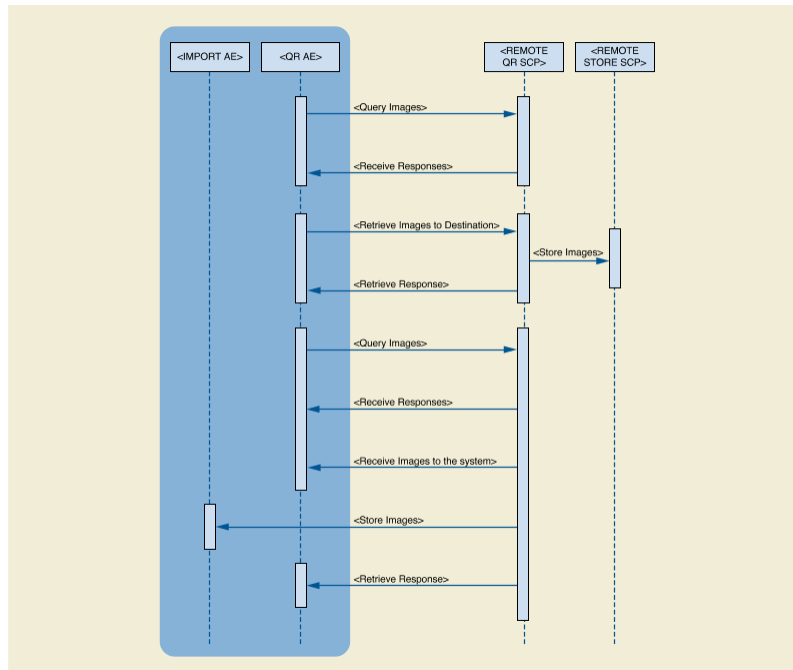 <IMPORT AE>
<QR AE>
<REMOTE
QR SCP>
<REMOTE
STORE SCP>
<Query Images>
<Receive Responses>
<Retrieve Images to Destination>
<Store Images>
<Retrieve Response>
<Query Images>
<Receive Responses>
<Receive Images to the system>
<Store Images>
<Retrieve Response>